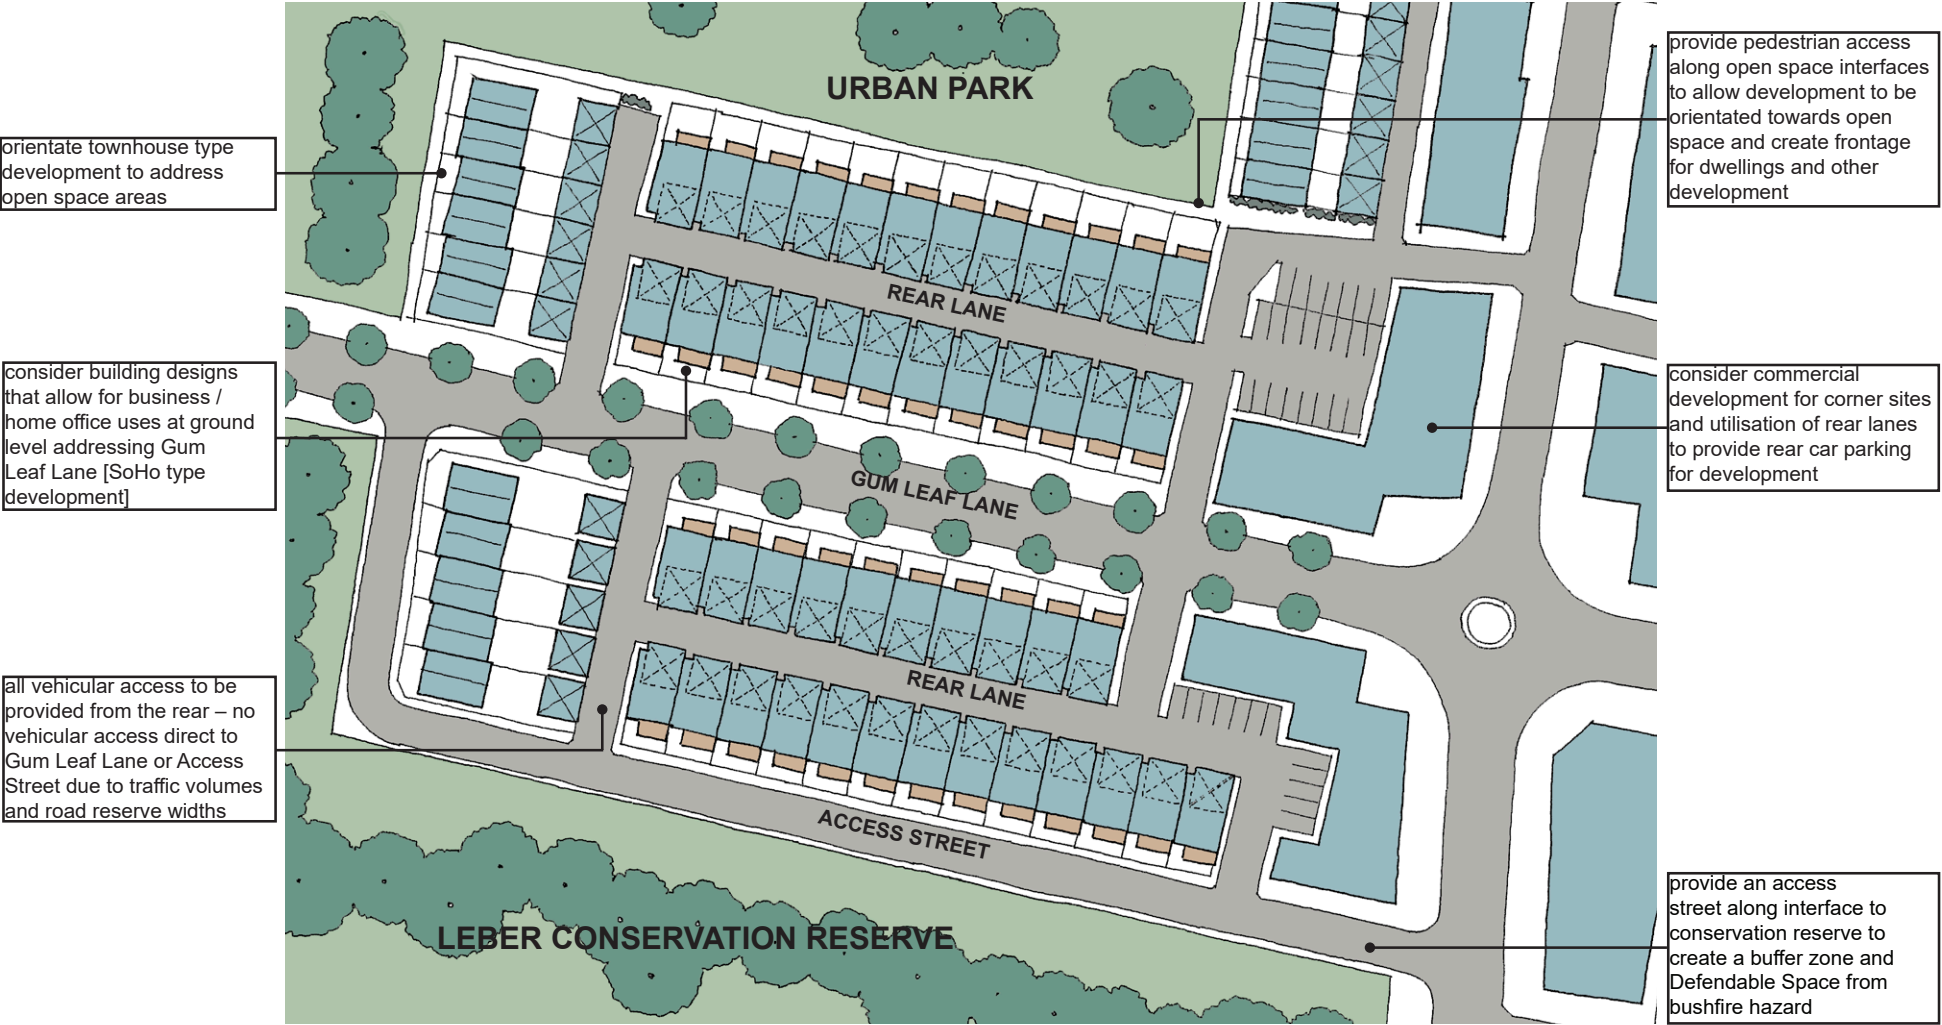 URBAN PARK
provide pedestrian access
along open space interfaces
to allow development to be
orientated towards open
space and create frontage
for dwellings and other
development
orientate townhouse type
development to address
open space areas
REAR LANE
consider building designs
that allow for business /
home office uses at ground
level addressing Gum
Leaf Lane [SoHo type
development]
consider commercial
development for corner sites
and utilisation of rear lanes
to provide rear car parking
for development
GUM LEAF LANE
all vehicular access to be
provided from the rear – no
vehicular access direct to
Gum Leaf Lane or Access
Street due to traffic volumes
and road reserve widths
REAR LANE
ACCESS STREET
LEBER CONSERVATION RESERVE
provide an access
street along interface to
conservation reserve to
create a buffer zone and
Defendable Space from
bushfire hazard